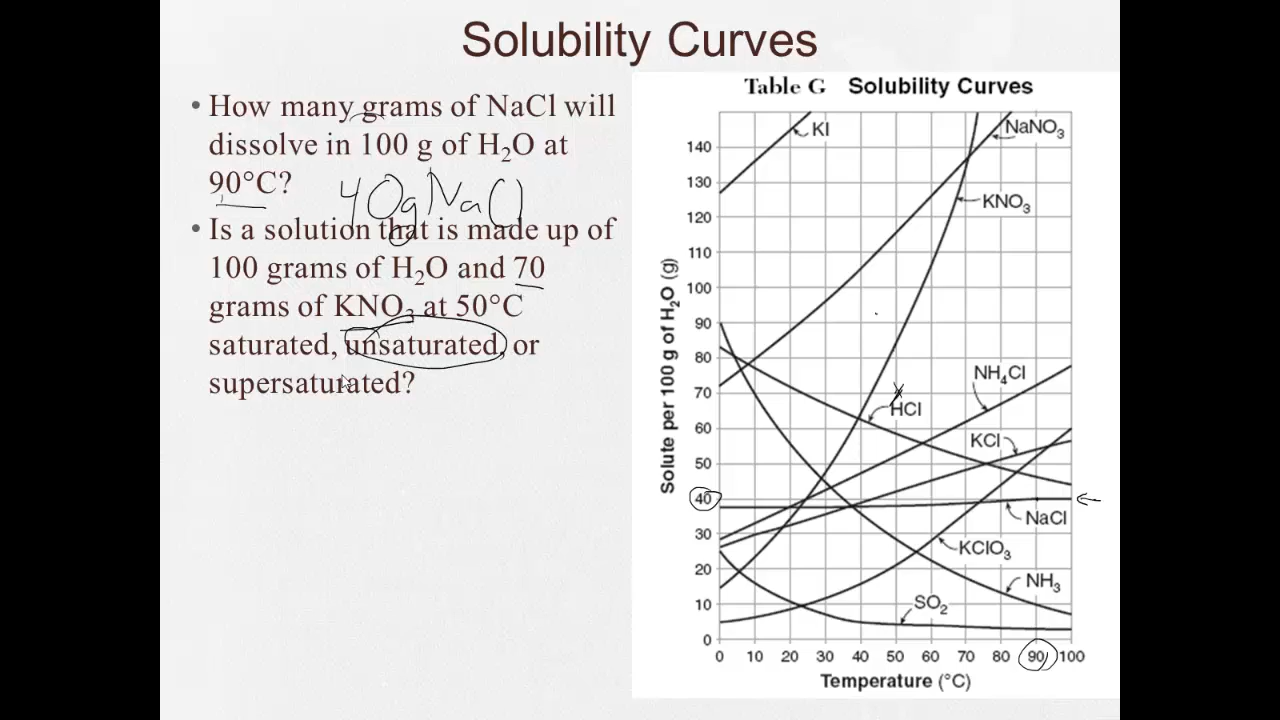 Solubility Curves
• How many grams of NaCl will
dissolve in 100 g of H₂O at
90°C?
40g NaCl
• Is a solution that is made up of
100 grams of H₂O and 70
grams of KNO₃ at 50°C
saturated, unsaturated, or
supersaturated?
Table G Solubility Curves
Solute per 100 g of H₂O (g)
140
130
120
110
100
90
80
70
60
50
40
30
20
10
0
KI
NaNO₃
KNO₃
NH₄Cl
HCl
KCl
NaCl
KClO₃
NH₃
SO₂
0 10 20 30 40 50 60 70 80 90 100
Temperature (°C)